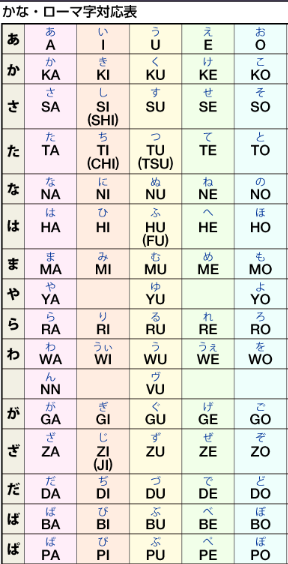 かな・ローマ字対応表
あ い う え お
あ A I U E O
か き く け こ
か KA KI KU KE KO
さ し す せ そ
さ SA SI SU SE SO
(SHI)
た ち つ て と
た TA TI TU TE TO
(CHI) (TSU)
な に ぬ ね の
な NA NI NU NE NO
は ひ ふ へ ほ
は HA HI HU HE HO
(FU)
ま み む め も
ま MA MI MU ME MO
や ゆ よ
や YA YU YO
ら り る れ ろ
ら RA RI RU RE RO
わ うぃ う うぇ を
わ WA WI WU WE WO
ん ヴ
NN VU
が ぎ ぐ げ ご
が GA GI GU GE GO
ざ じ ず ぜ ぞ
ざ ZA ZI ZU ZE ZO
(JI)
だ ぢ づ で ど
だ DA DI DU DE DO
ば び ぶ べ ぼ
ば BA BI BU BE BO
ぱ ぴ ぷ ぺ ぽ
ぱ PA PI PU PE PO